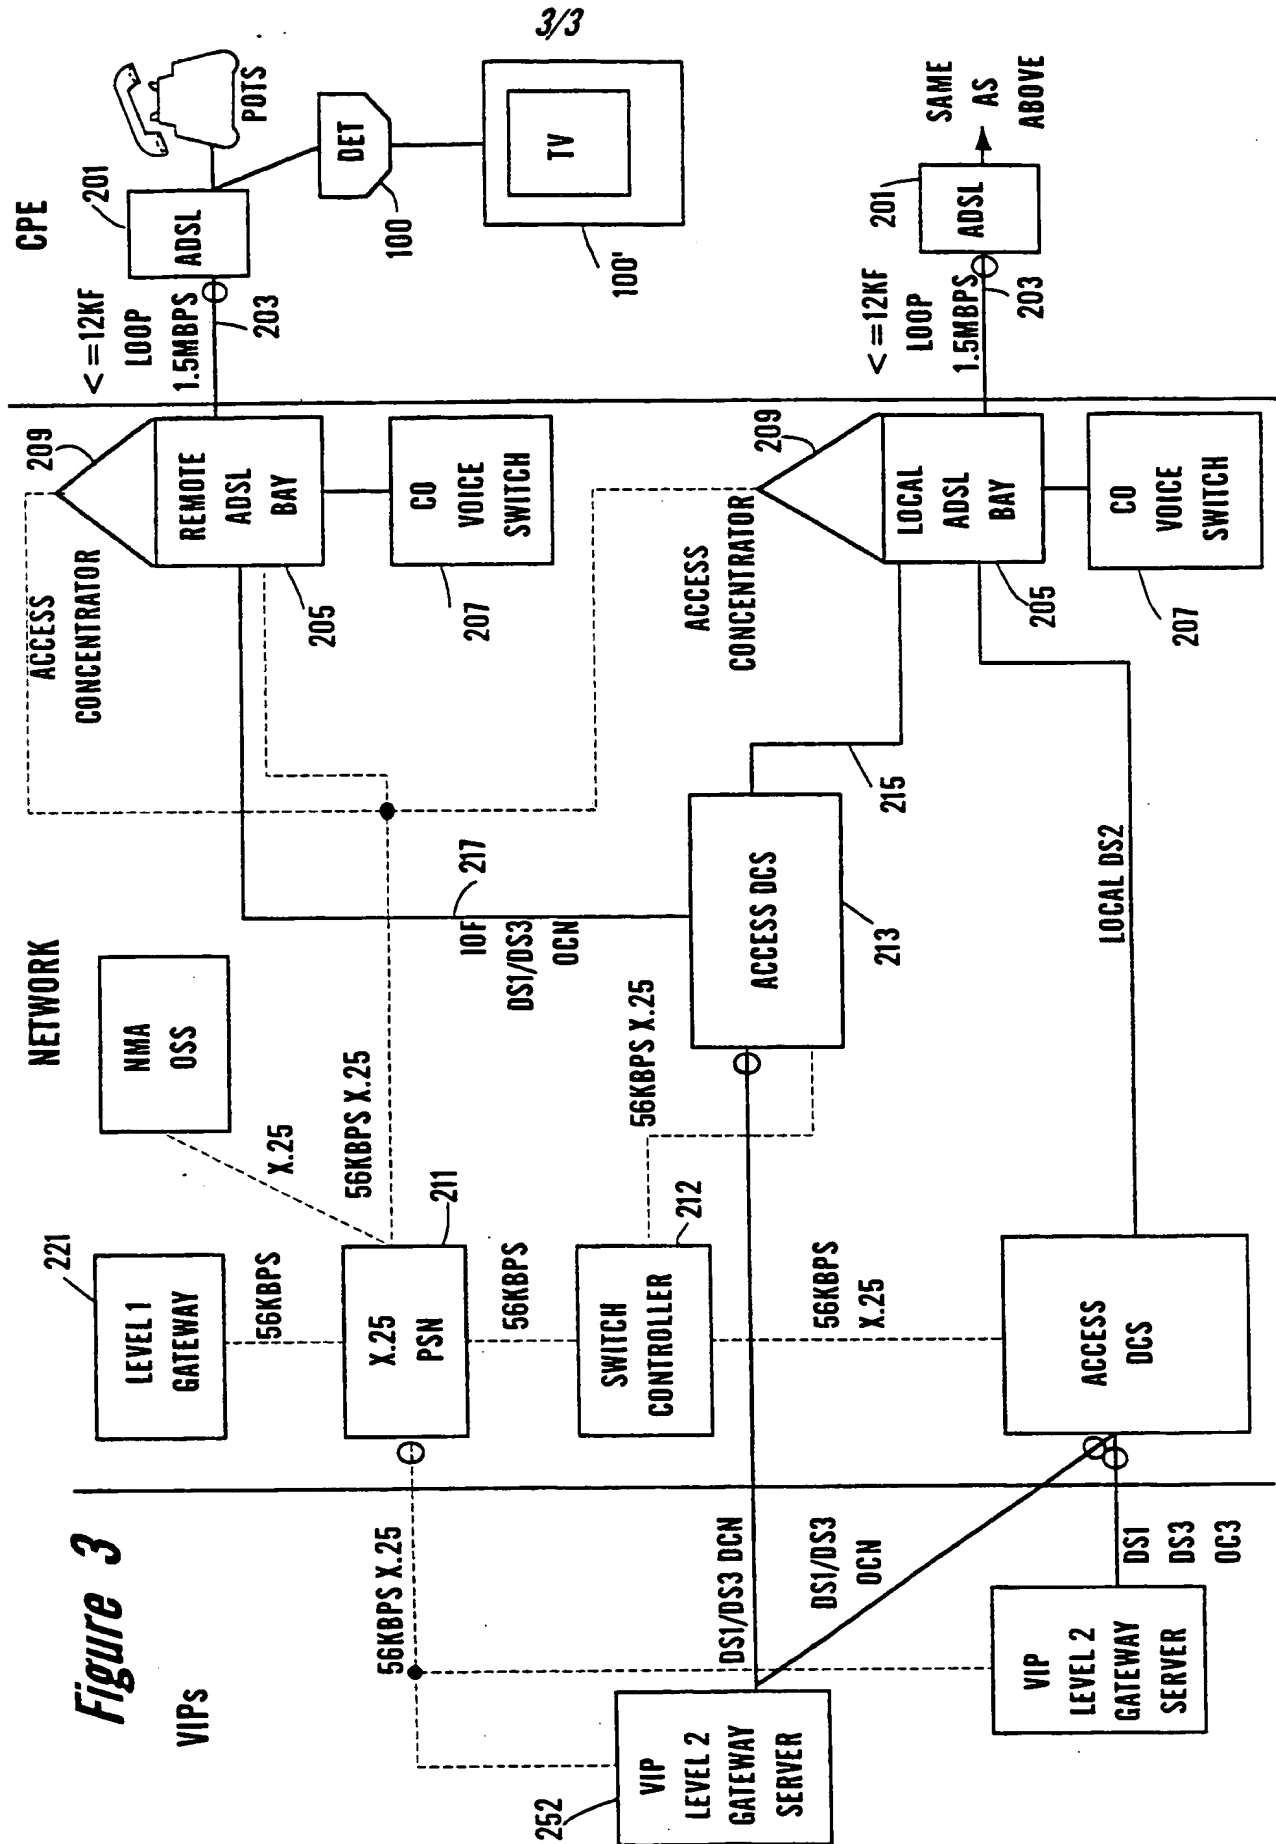 3/3
Figure 3
VIPs
NETWORK
CPE
221
LEVEL 1
GATEWAY
56KBPS
NMA
OSS
X.25
56KBPS X.25
211
X.25
PSN
56KBPS
56KBPS X.25
212
SWITCH
CONTROLLER
56KBPS X.25
56KBPS
X.25
252
VIP
LEVEL 2
GATEWAY
SERVER
DS1/DS3 DCN
DS1/DS3
OCN
VIP
LEVEL 2
GATEWAY
SERVER
DS1
DS3
OC3
ACCESS
DCS
ACCESS DCS
213
IOF
217
DS1/DS3
OCN
215
LOCAL DS2
ACCESS
CONCENTRATOR
209
REMOTE
ADSL
BAY
205
CO
VOICE
SWITCH
207
ACCESS
CONCENTRATOR
209
LOCAL
ADSL
BAY
205
CO
VOICE
SWITCH
207
<=12KF
LOOP
1.5MBPS
203
201
ADSL
POTS
DET
100
TV
100'
<=12KF
LOOP
1.5MBPS
203
201
ADSL
SAME
AS
ABOVE